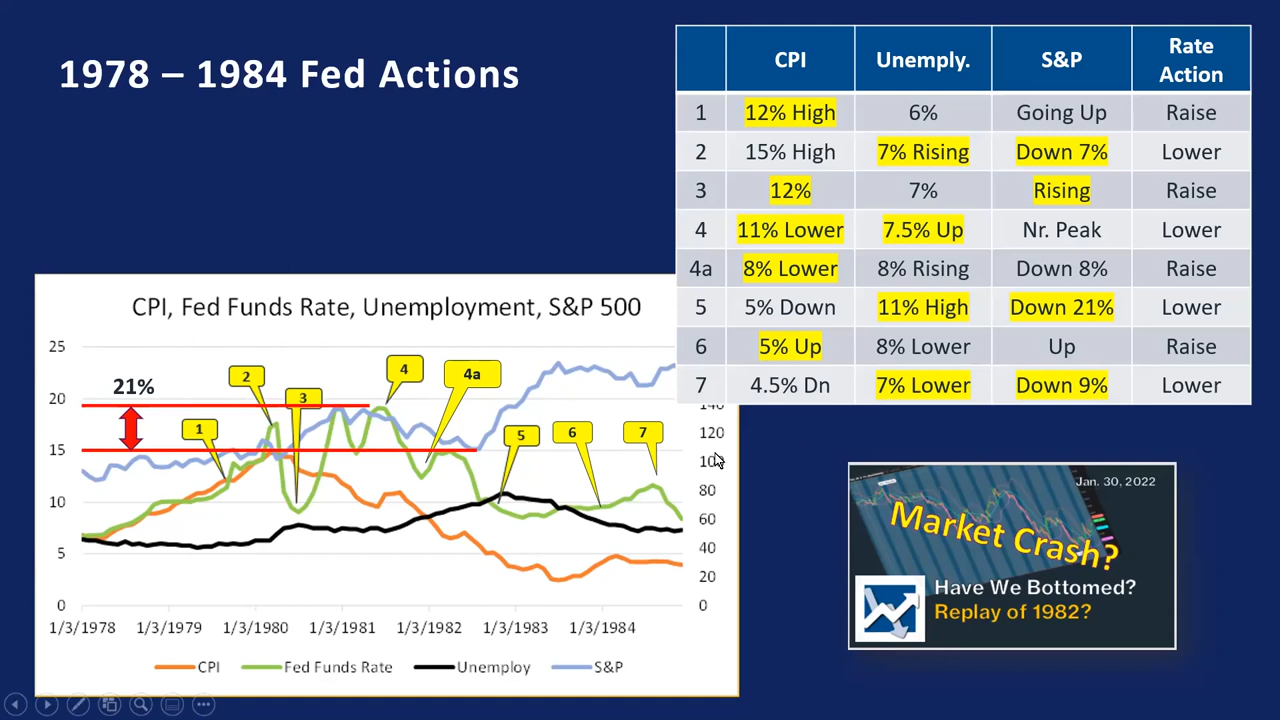 1978 – 1984 Fed Actions
CPI Unemply. S&P Rate Action
1 12% High 6% Going Up Raise
2 15% High 7% Rising Down 7% Lower
3 12% 7% Rising Raise
4 11% Lower 7.5% Up Nr. Peak Lower
4a 8% Lower 8% Rising Down 8% Raise
5 5% Down 11% High Down 21% Lower
6 5% Up 8% Lower Up Raise
7 4.5% Dn 7% Lower Down 9% Lower
CPI, Fed Funds Rate, Unemployment, S&P 500
25
21%
20
15
10
5
0
1
2
3
4
4a
5
6
7
140
120
80
60
40
20
0
1/3/1978 1/3/1979 1/3/1980 1/3/1981 1/3/1982 1/3/1983 1/3/1984
CPI Fed Funds Rate Unemploy S&P
Jan. 30, 2022
Market Crash?
Have We Bottomed?
Replay of 1982?